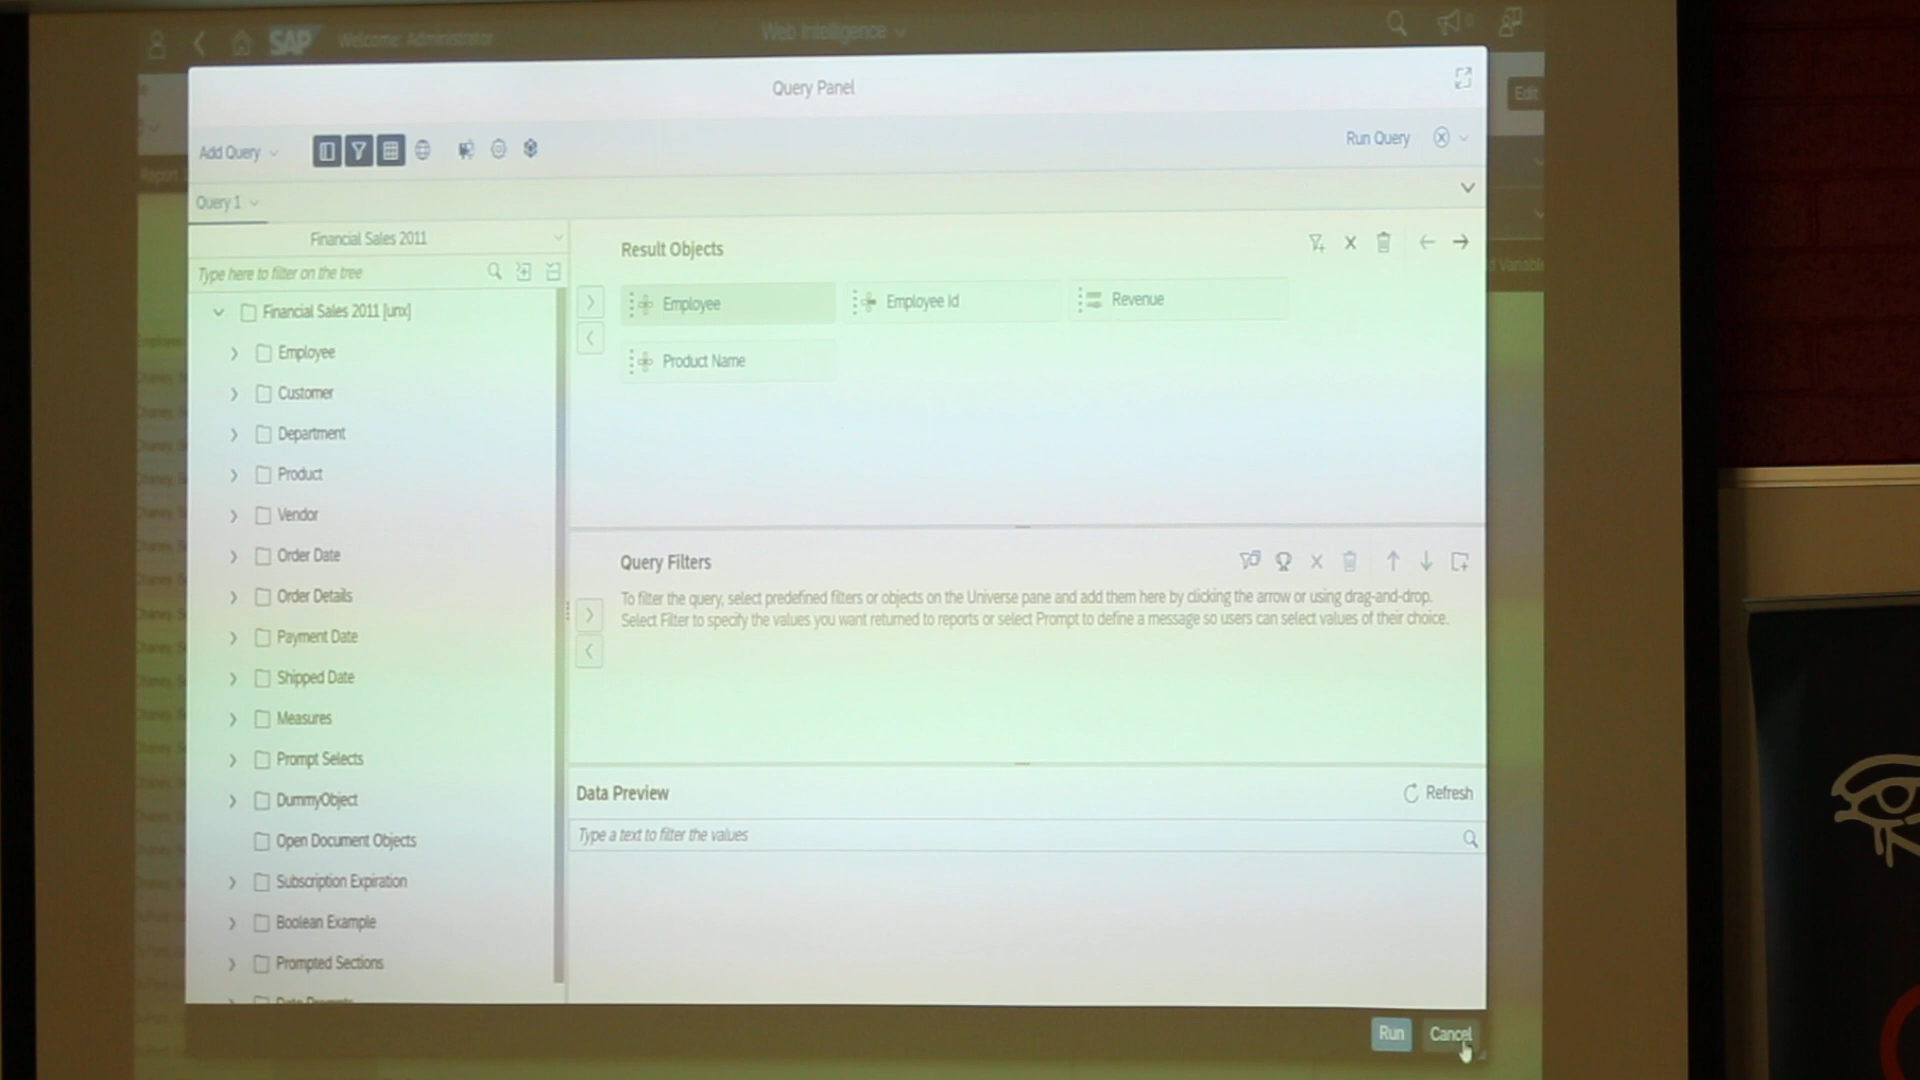 SAP Welcome: Administrator
Web Intelligence
Query Panel
Edit
Add Query
Run Query
Report
Query 1
Financial Sales 2011
Type here to filter on the tree
Financial Sales 2011 [unx]
Employee
Customer
Department
Product
Vendor
Order Date
Order Details
Payment Date
Shipped Date
Measures
Prompt Selects
DummyObject
Open Document Objects
Subscription Expiration
Boolean Example
Prompted Sections
Result Objects
Employee
Employee Id
Revenue
Product Name
Query Filters
To filter the query, select predefined filters or objects on the Universe pane and add them here by clicking the arrow or using drag-and-drop.
Select Filter to specify the values you want returned to reports or select Prompt to define a message so users can select values of their choice.
Data Preview
Refresh
Type a text to filter the values
Run
Cancel